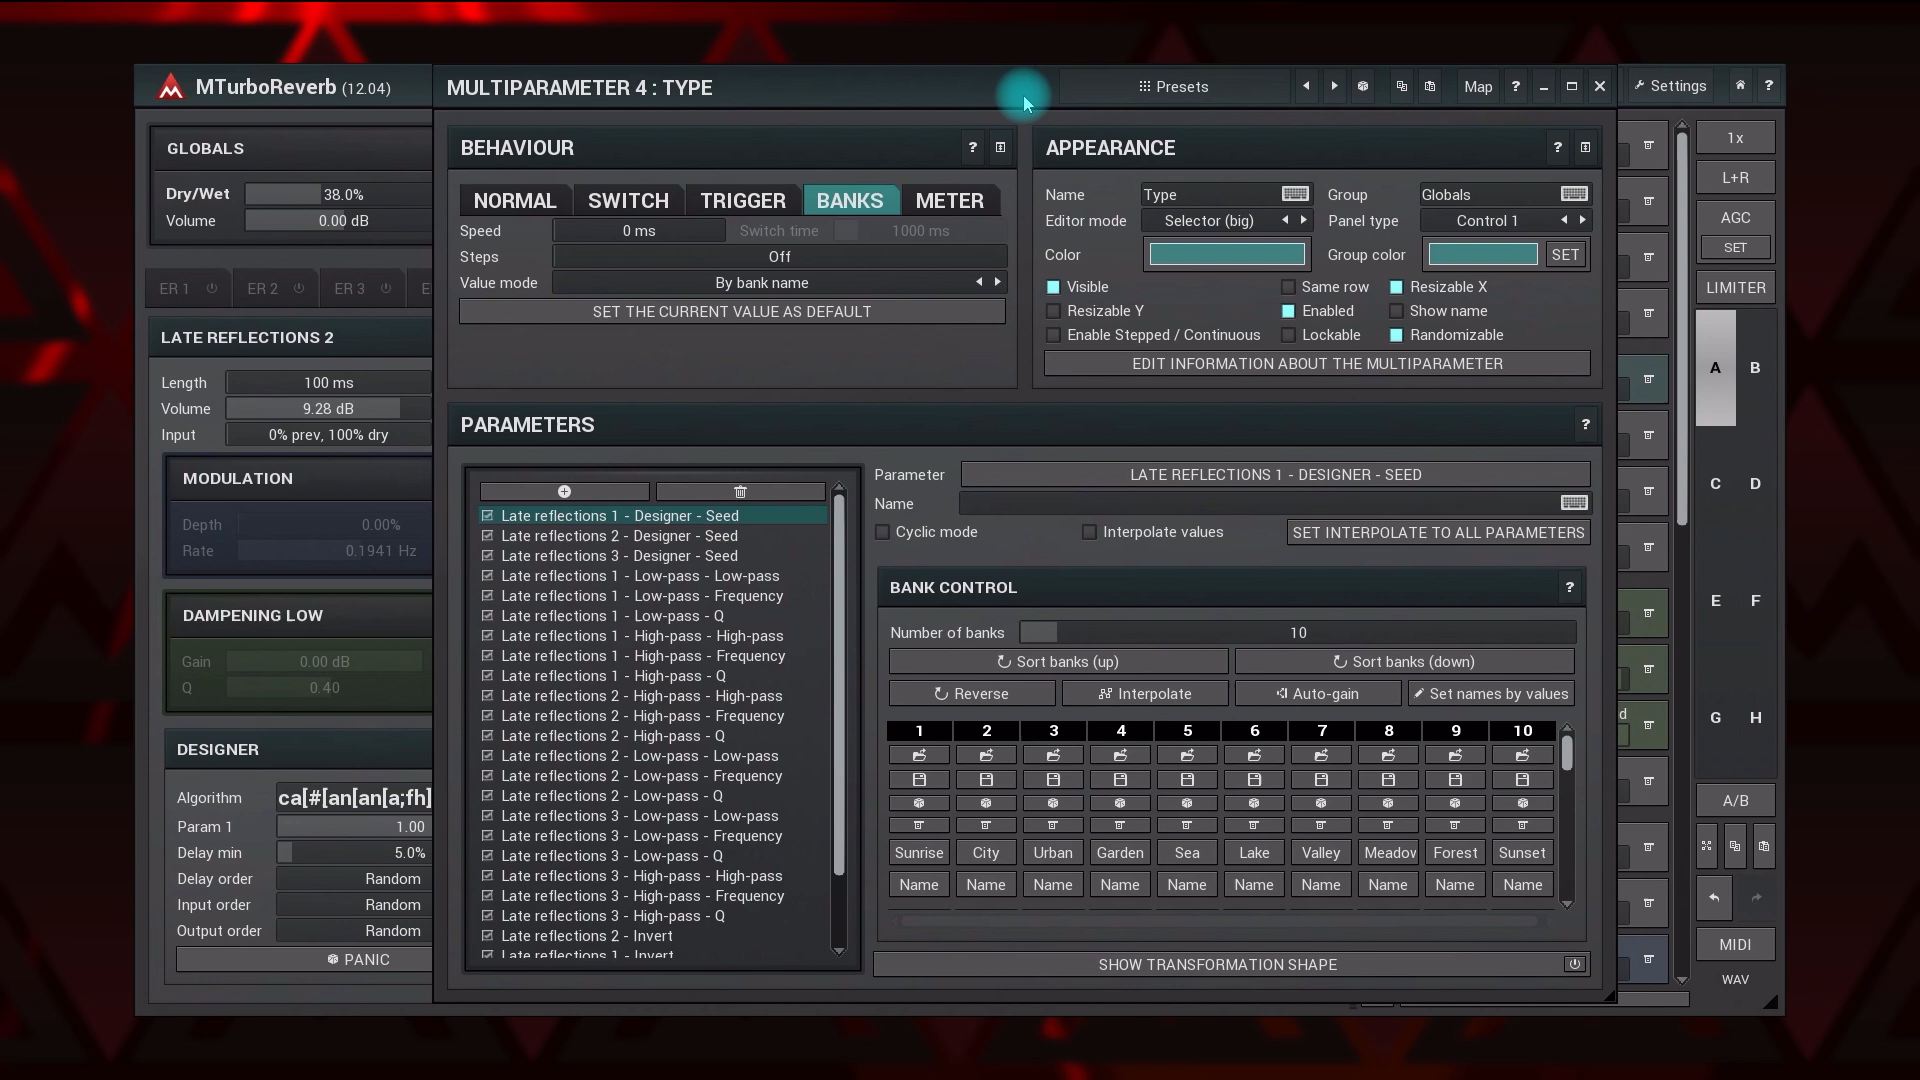 MTurboReverb (12.04)
MULTIPARAMETER 4 : TYPE
Presets
Map ?
Settings ?
GLOBALS
Dry/Wet 38.0%
Volume 0.00 dB
ER 1 ER 2 ER 3
LATE REFLECTIONS 2
Length 100 ms
Volume 9.28 dB
Input 0% prev, 100% dry
MODULATION
Depth 0.00%
Rate 0.1941 Hz
DAMPENING LOW
Gain 0.00 dB
Q 0.40
DESIGNER
Algorithm ca[#[an[an[a;fh]
Param 1 1.00
Delay min 5.0%
Delay order Random
Input order Random
Output order Random
PANIC
BEHAVIOUR ?
NORMAL SWITCH TRIGGER BANKS METER
Speed 0 ms Switch time 1000 ms
Steps Off
Value mode By bank name
SET THE CURRENT VALUE AS DEFAULT
APPEARANCE ?
Name Type Group Globals
Editor mode Selector (big) Panel type Control 1
Color Group color SET
Visible Same row Resizable X
Resizable Y Enabled Show name
Enable Stepped / Continuous Lockable Randomizable
EDIT INFORMATION ABOUT THE MULTIPARAMETER
PARAMETERS ?
Late reflections 1 - Designer - Seed
Late reflections 2 - Designer - Seed
Late reflections 3 - Designer - Seed
Late reflections 1 - Low-pass - Low-pass
Late reflections 1 - Low-pass - Frequency
Late reflections 1 - Low-pass - Q
Late reflections 1 - High-pass - High-pass
Late reflections 1 - High-pass - Frequency
Late reflections 1 - High-pass - Q
Late reflections 2 - High-pass - High-pass
Late reflections 2 - High-pass - Frequency
Late reflections 2 - High-pass - Q
Late reflections 2 - Low-pass - Low-pass
Late reflections 2 - Low-pass - Frequency
Late reflections 2 - Low-pass - Q
Late reflections 3 - Low-pass - Low-pass
Late reflections 3 - Low-pass - Frequency
Late reflections 3 - Low-pass - Q
Late reflections 3 - High-pass - High-pass
Late reflections 3 - High-pass - Frequency
Late reflections 3 - High-pass - Q
Late reflections 2 - Invert
Late reflections 1 - Invert
Parameter LATE REFLECTIONS 1 - DESIGNER - SEED
Name
Cyclic mode Interpolate values SET INTERPOLATE TO ALL PARAMETERS
BANK CONTROL ?
Number of banks 10
Sort banks (up) Sort banks (down)
Reverse Interpolate Auto-gain Set names by values
1 2 3 4 5 6 7 8 9 10
Sunrise City Urban Garden Sea Lake Valley Meadov Forest Sunset
Name Name Name Name Name Name Name Name Name Name
SHOW TRANSFORMATION SHAPE
1x
L+R
AGC
SET
LIMITER
A B
C D
E F
G H
A/B
MIDI
WAV